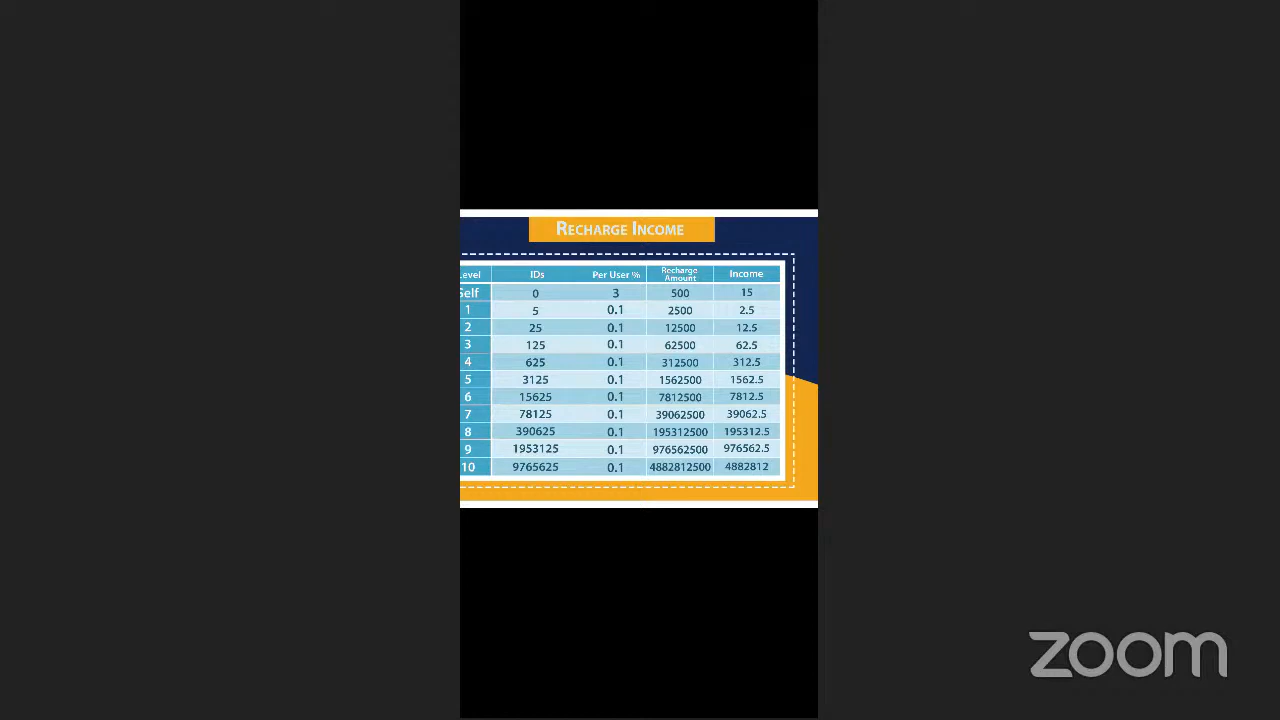 RECHARGE INCOME
Level IDs Per User % Recharge Amount Income
Self 0 3 500 15
1 5 0.1 2500 2.5
2 25 0.1 12500 12.5
3 125 0.1 62500 62.5
4 625 0.1 312500 312.5
5 3125 0.1 1562500 1562.5
6 15625 0.1 7812500 7812.5
7 78125 0.1 39062500 39062.5
8 390625 0.1 195312500 195312.5
9 1953125 0.1 976562500 976562.5
10 9765625 0.1 4882812500 4882812
zoom